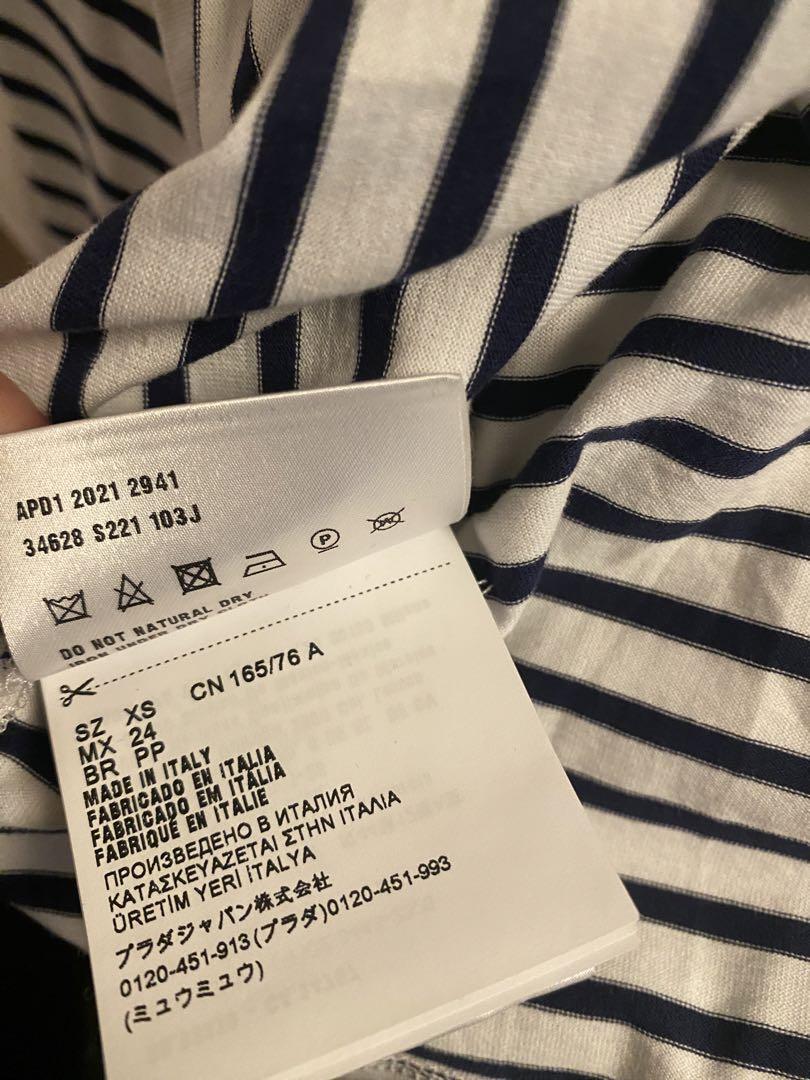 APD1 2021 2941
34628 S221 103J
P
DO NOT NATURAL DRY
SZ XS CN 165/76 A
MX 24
BR PP
MADE IN ITALY
FABRICADO EN ITALIA
FABRICADO EM ITÁLIA
FABRIQUÉ EN ITALIE
ПРОИЗВЕДЕНО В ИТАЛИЯ
ΚΑΤΑΣΚΕΥΑΖΕΤΑΙ ΣΤΗΝ ΙΤΑΛΙΑ
ÜRETİM YERİ İTALYA
プラダジャパン株式会社
0120-451-913(プラダ)0120-451-993
(ミュウミュウ)